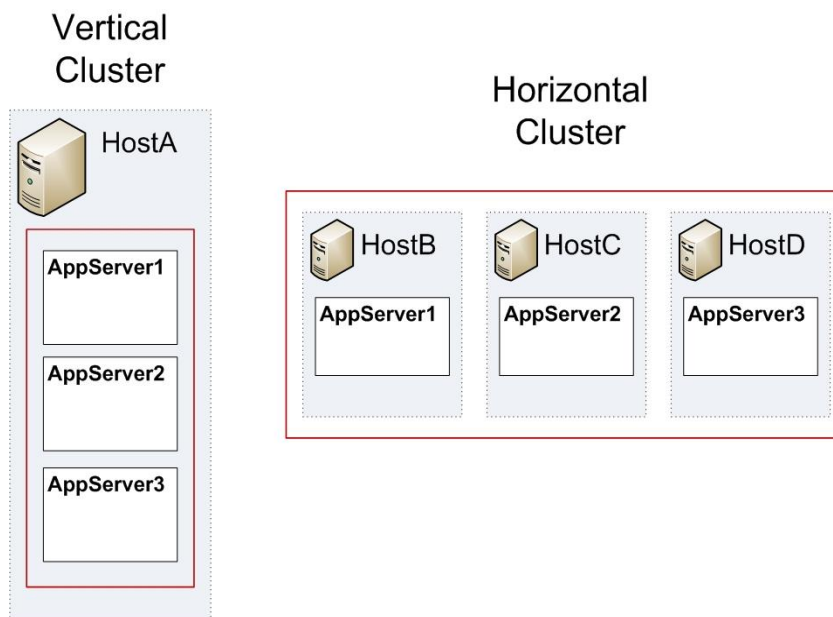 Vertical
Cluster
HostA
AppServer1
AppServer2
AppServer3
Horizontal
Cluster
HostB
AppServer1
HostC
AppServer2
HostD
AppServer3